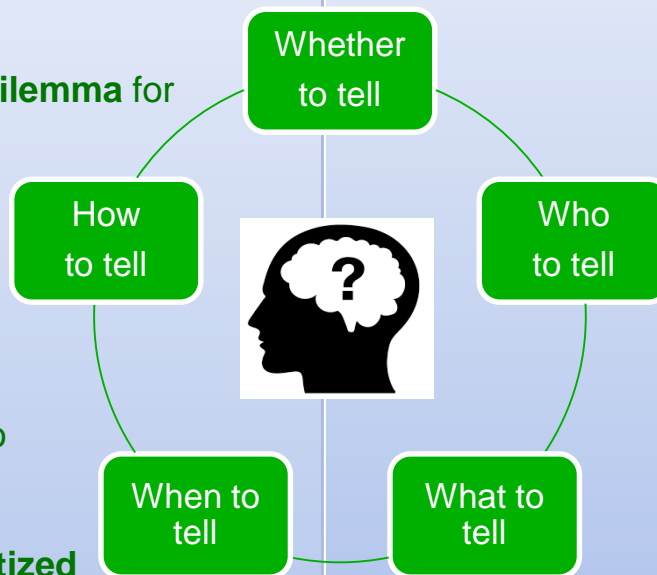 Whether
to tell
ilemma for
How
to tell
Who
to tell
?
When to
tell
What to
tell
tized